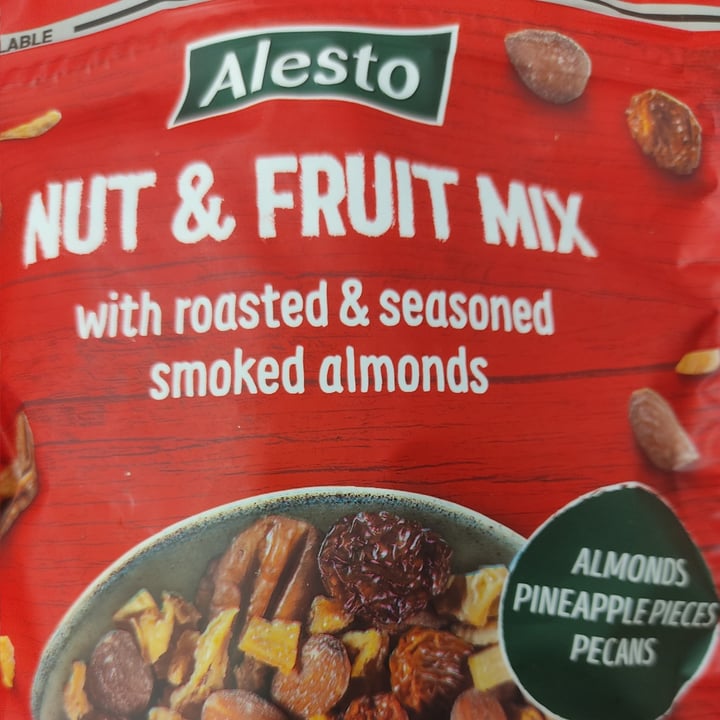 LABLE
Alesto
NUT & FRUIT MIX
with roasted & seasoned
smoked almonds
ALMONDS
PINEAPPLE PIECES
PECANS